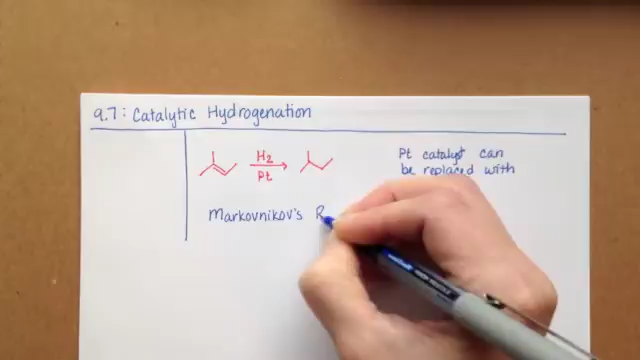 9.7: Catalytic Hydrogenation
H2
Pt
Pt catalyst can
be replaced with
Markovnikov's R